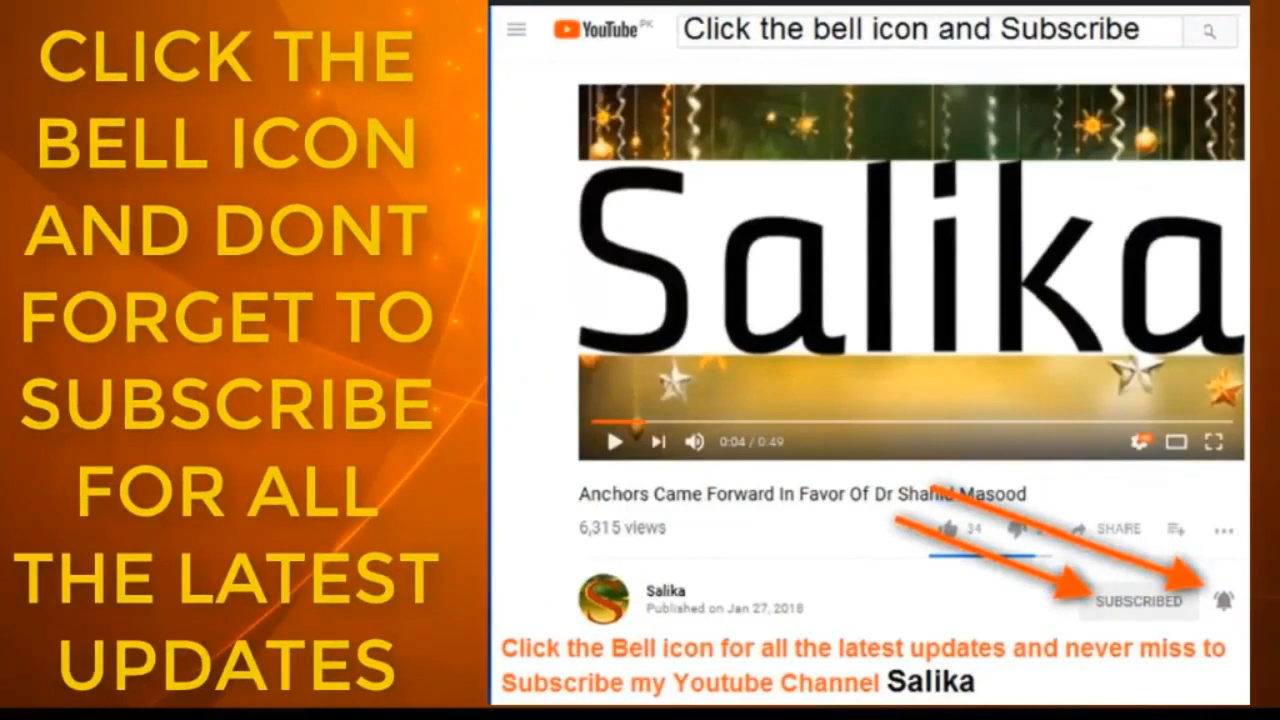 CLICK THE
BELL ICON
AND DONT
FORGET TO
SUBSCRIBE
FOR ALL
THE LATEST
UPDATES
YouTube PK
Click the bell icon and Subscribe
Salika
0:04 / 0:49
Anchors Came Forward In Favor Of Dr Shahid Masood
6,315 views
34
SHARE
Salika
Published on Jan 27, 2018
SUBSCRIBED
Click the Bell icon for all the latest updates and never miss to
Subscribe my Youtube Channel Salika